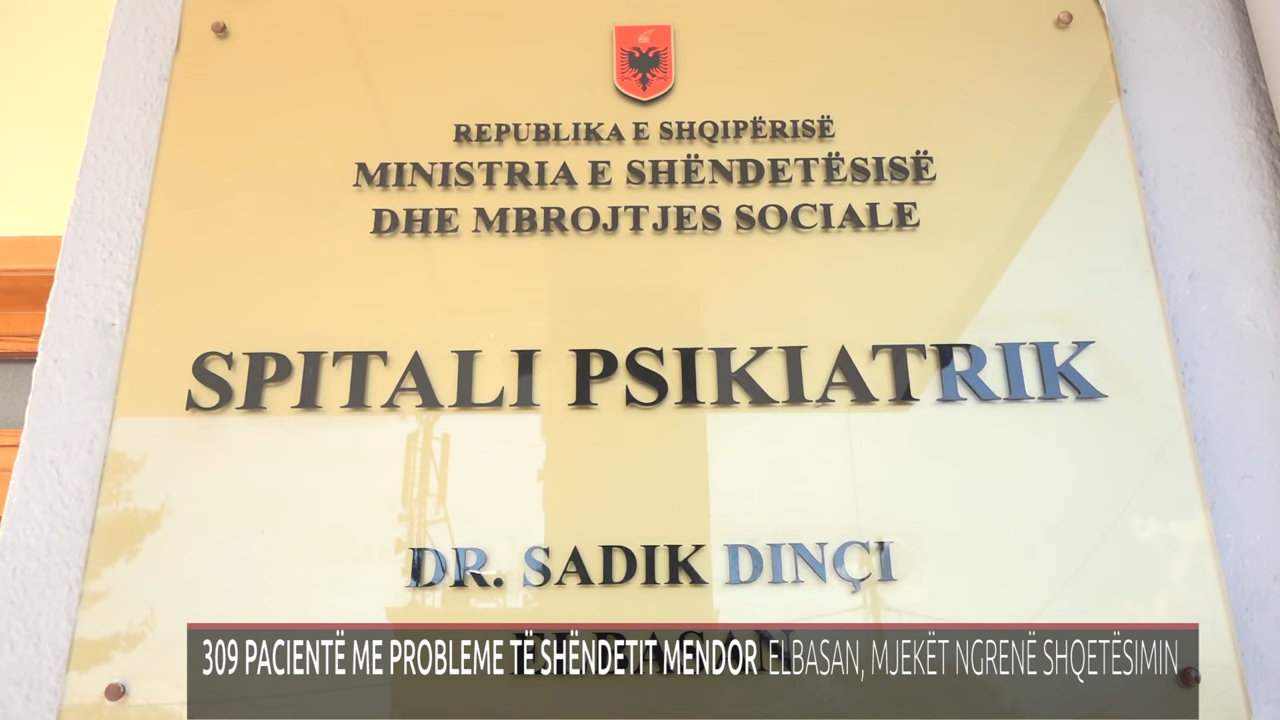 REPUBLIKA E SHQIPËRISË
MINISTRIA E SHËNDETËSISË
DHE MBROJTJES SOCIALE
SPITALI PSIKIATRIK
DR. SADIK DINÇI
ELBASAN
309 PACIENTË ME PROBLEME TË SHËNDETIT MENDOR ELBASAN, MJEKËT NGRENË SHQETËSIMIN